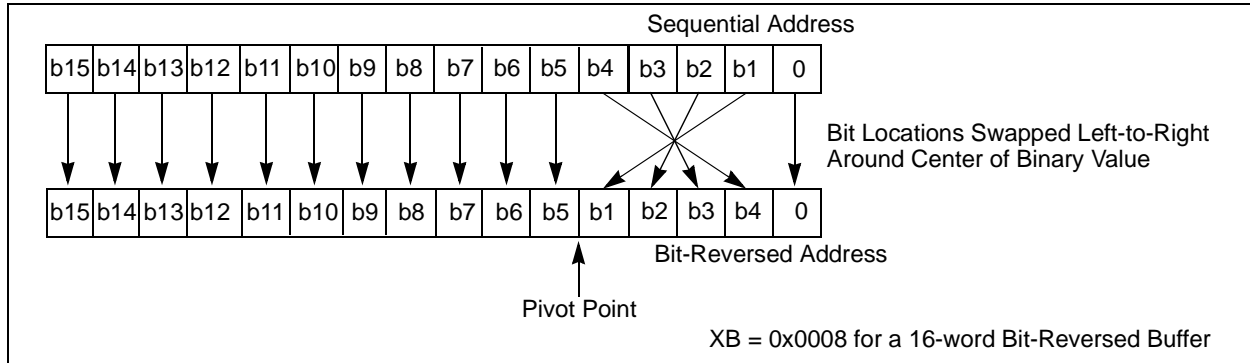 Sequential Address
b15 b14 b13 b12 b11 b10 b9 b8 b7 b6 b5 b4 b3 b2 b1 0
Bit Locations Swapped Left-to-Right
Around Center of Binary Value
b15 b14 b13 b12 b11 b10 b9 b8 b7 b6 b5 b1 b2 b3 b4 0
Bit-Reversed Address
Pivot Point
XB = 0x0008 for a 16-word Bit-Reversed Buffer